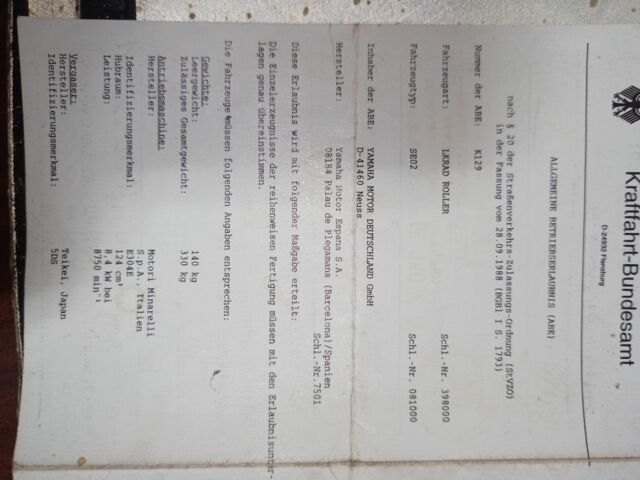 Kraftfahrt-Bundesamt
D-24932 Flensburg
ALLGEMEINE BETRIEBSERLAUBNIS (ABE)
nach § 20 der Straßenverkehrs-Zulassungs-Ordnung (StVZO)
in der Fassung vom 28.09.1988 (BGBl I S. 1793)
Nummer der ABE: K129
Fahrzeugart: LKRAD ROLLER Schl.-Nr. 398000
Fahrzeugtyp: SE02 Schl.-Nr. 081000
Inhaber der ABE: YAMAHA MOTOR DEUTSCHLAND GmbH
D-41460 Neuss
Hersteller: Yamaha Motor Espana S.A.
08184 Palau de Plegamans (Barcelona)/Spanien
Schl.-Nr. 7501
Diese Erlaubnis wird mit folgender Maßgabe erteilt:
Die Einzelerzeugnisse der reihenweisen Fertigung müssen mit den Erlaubnisunter-
lagen genau übereinstimmen.
Die Fahrzeuge müssen folgenden Angaben entsprechen:
Gewichte:
Leergewicht: 140 kg
Zulässiges Gesamtgewicht: 330 kg
Antriebsmaschine:
Hersteller: Motori Minarelli
S.p.A., Italien
Identifizierungsmerkmal: E304E
Hubraum: 124 cm³
Leistung: 8,4 kW bei
8750 min⁻¹
Vergaser:
Hersteller: Teikei, Japan
Identifizierungsmerkmal: 5DS